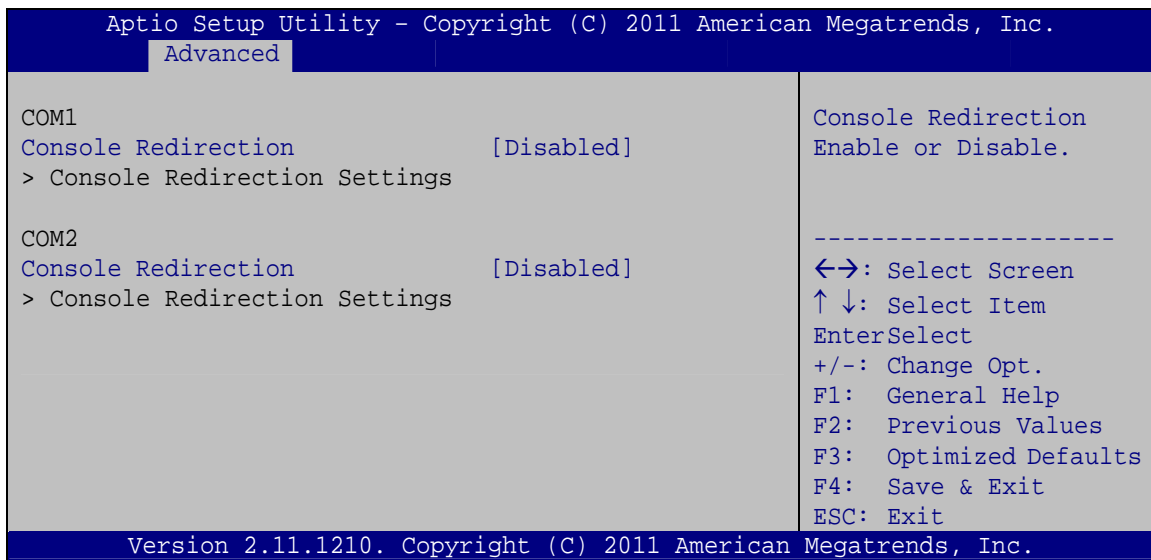 Aptio Setup Utility – Copyright (C) 2011 American Megatrends, Inc.
Advanced
COM1
Console Redirection [Disabled]
> Console Redirection Settings
COM2
Console Redirection [Disabled]
> Console Redirection Settings
Console Redirection
Enable or Disable.
---------------------
←→: Select Screen
↑ ↓: Select Item
EnterSelect
+/-: Change Opt.
F1: General Help
F2: Previous Values
F3: Optimized Defaults
F4: Save & Exit
ESC: Exit
Version 2.11.1210. Copyright (C) 2011 American Megatrends, Inc.